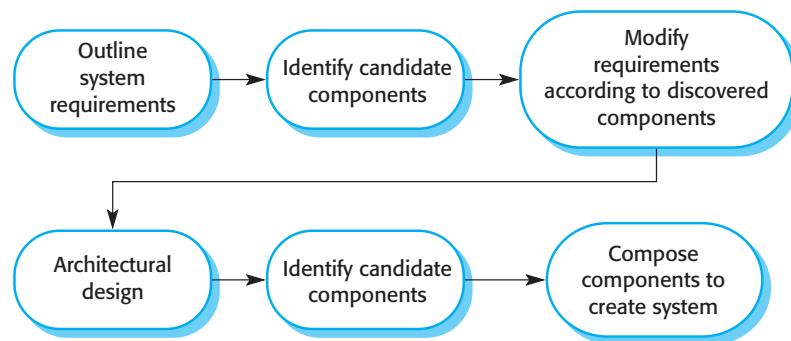 Outline
system
requirements
Identify candidate
components
Modify
requirements
according to discovered
components
Architectural
design
Identify candidate
components
Compose
components to
create system